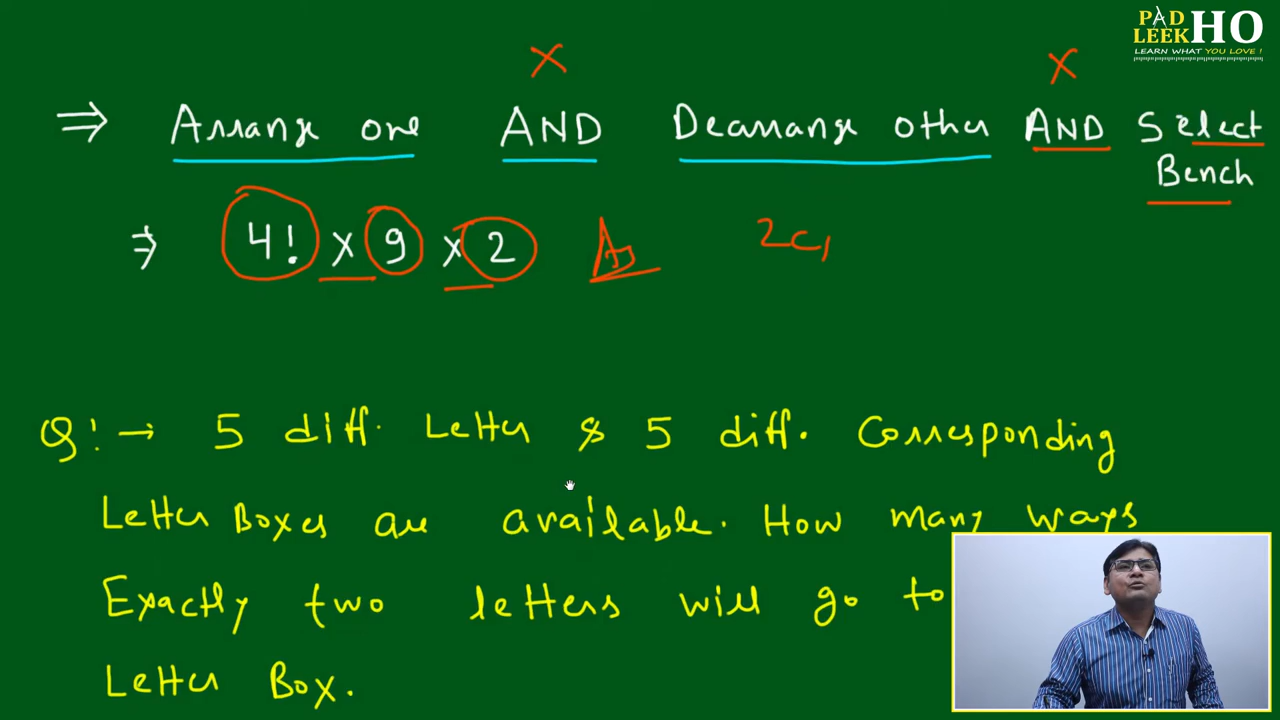 PAD
LEEK HO
LEARN WHAT YOU LOVE !
x x
⇒ Arrange one AND Dearrange other AND Select
Bench
⇒ 4! x 9 x 2 As 2c1
Q! → 5 diff. Letter & 5 diff. Corresponding
Letter Boxes are available. How many ways
Exactly two letters will go to
Letter Box.